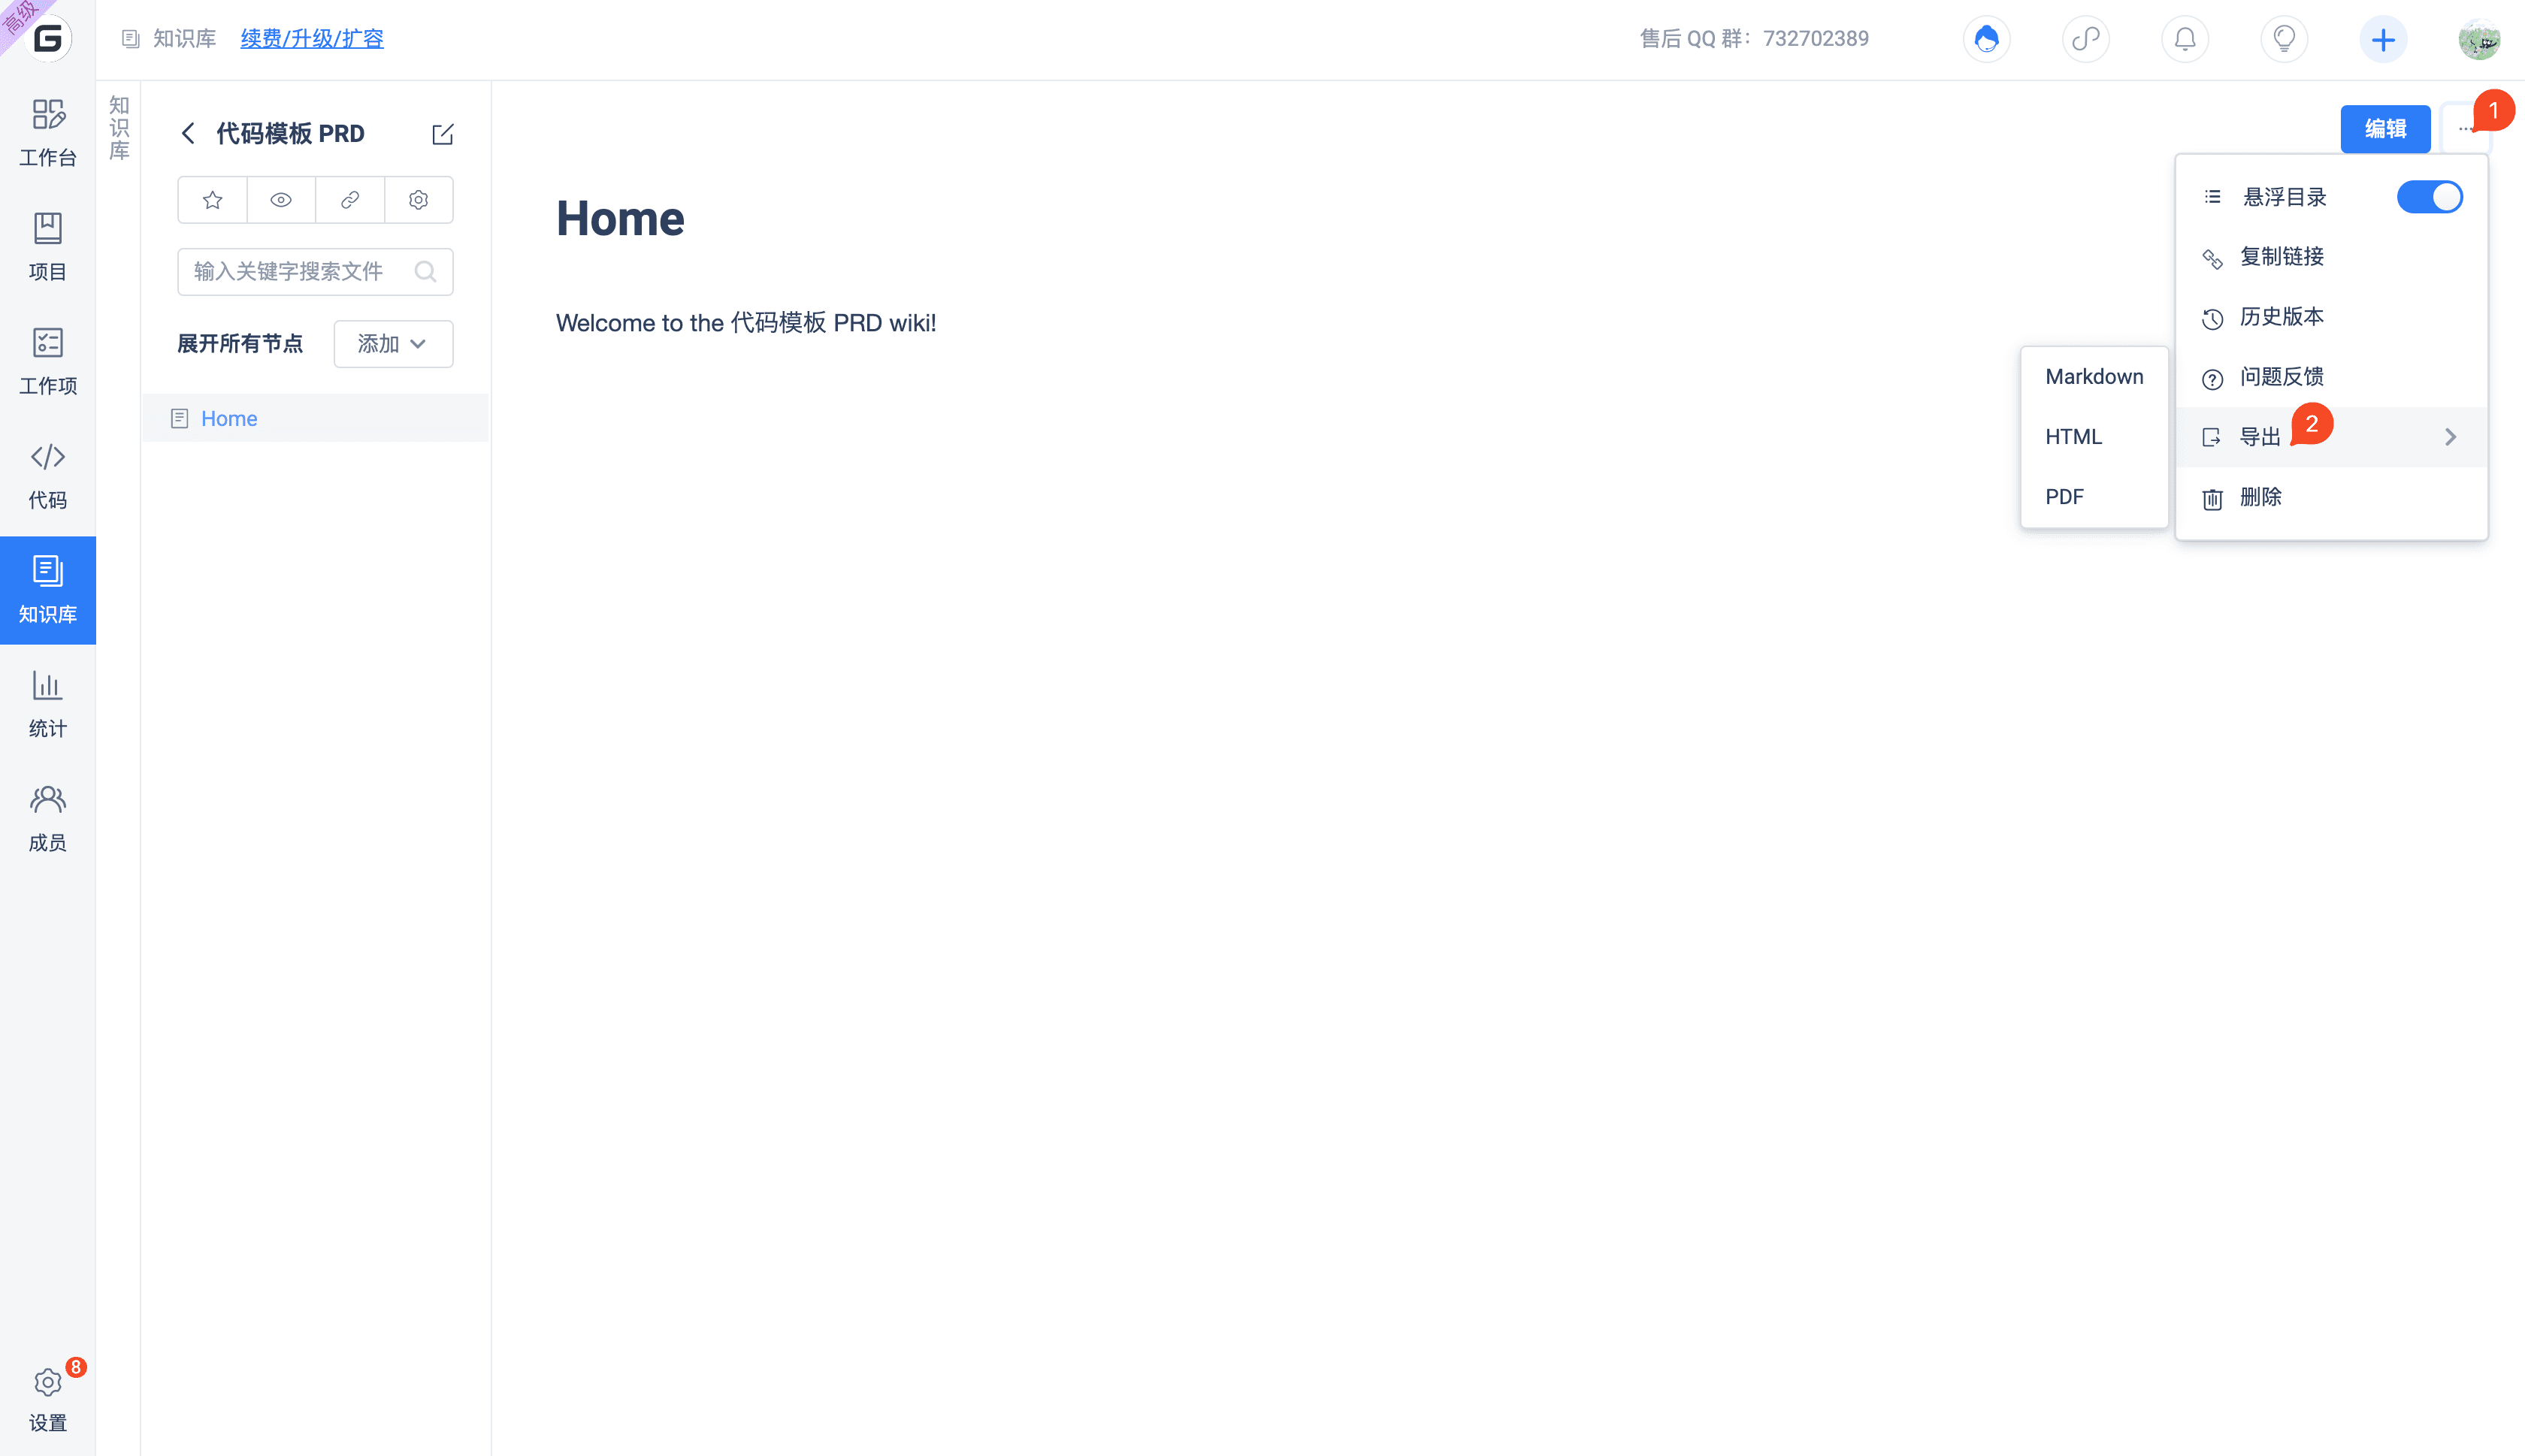 高级
知识库 续费/升级/扩容 售后 QQ 群：732702389
工作台
项目
工作项
代码
知识库
统计
成员
8
设置
知识库
代码模板 PRD
输入关键字搜索文件
展开所有节点 添加
Home
Home
Welcome to the 代码模板 PRD wiki!
编辑 ... 1
悬浮目录
复制链接
历史版本
问题反馈
导出 2
删除
Markdown
HTML
PDF